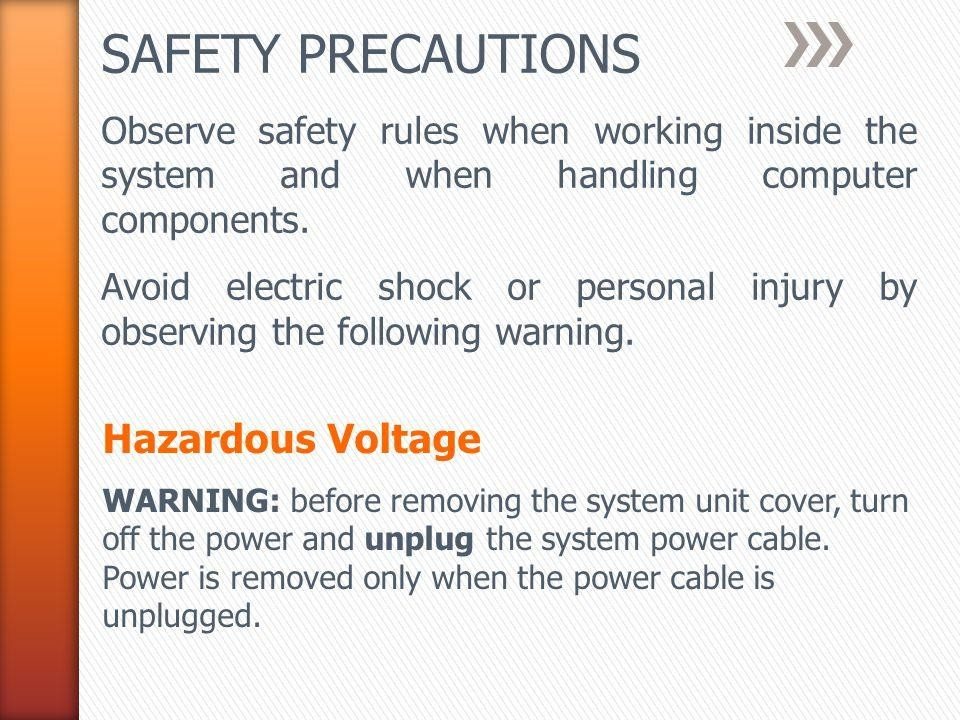 SAFETY PRECAUTIONS
Observe safety rules when working inside the
system and when handling computer
components.
Avoid electric shock or personal injury by
observing the following warning.
Hazardous Voltage
WARNING: before removing the system unit cover, turn
off the power and unplug the system power cable.
Power is removed only when the power cable is
unplugged.